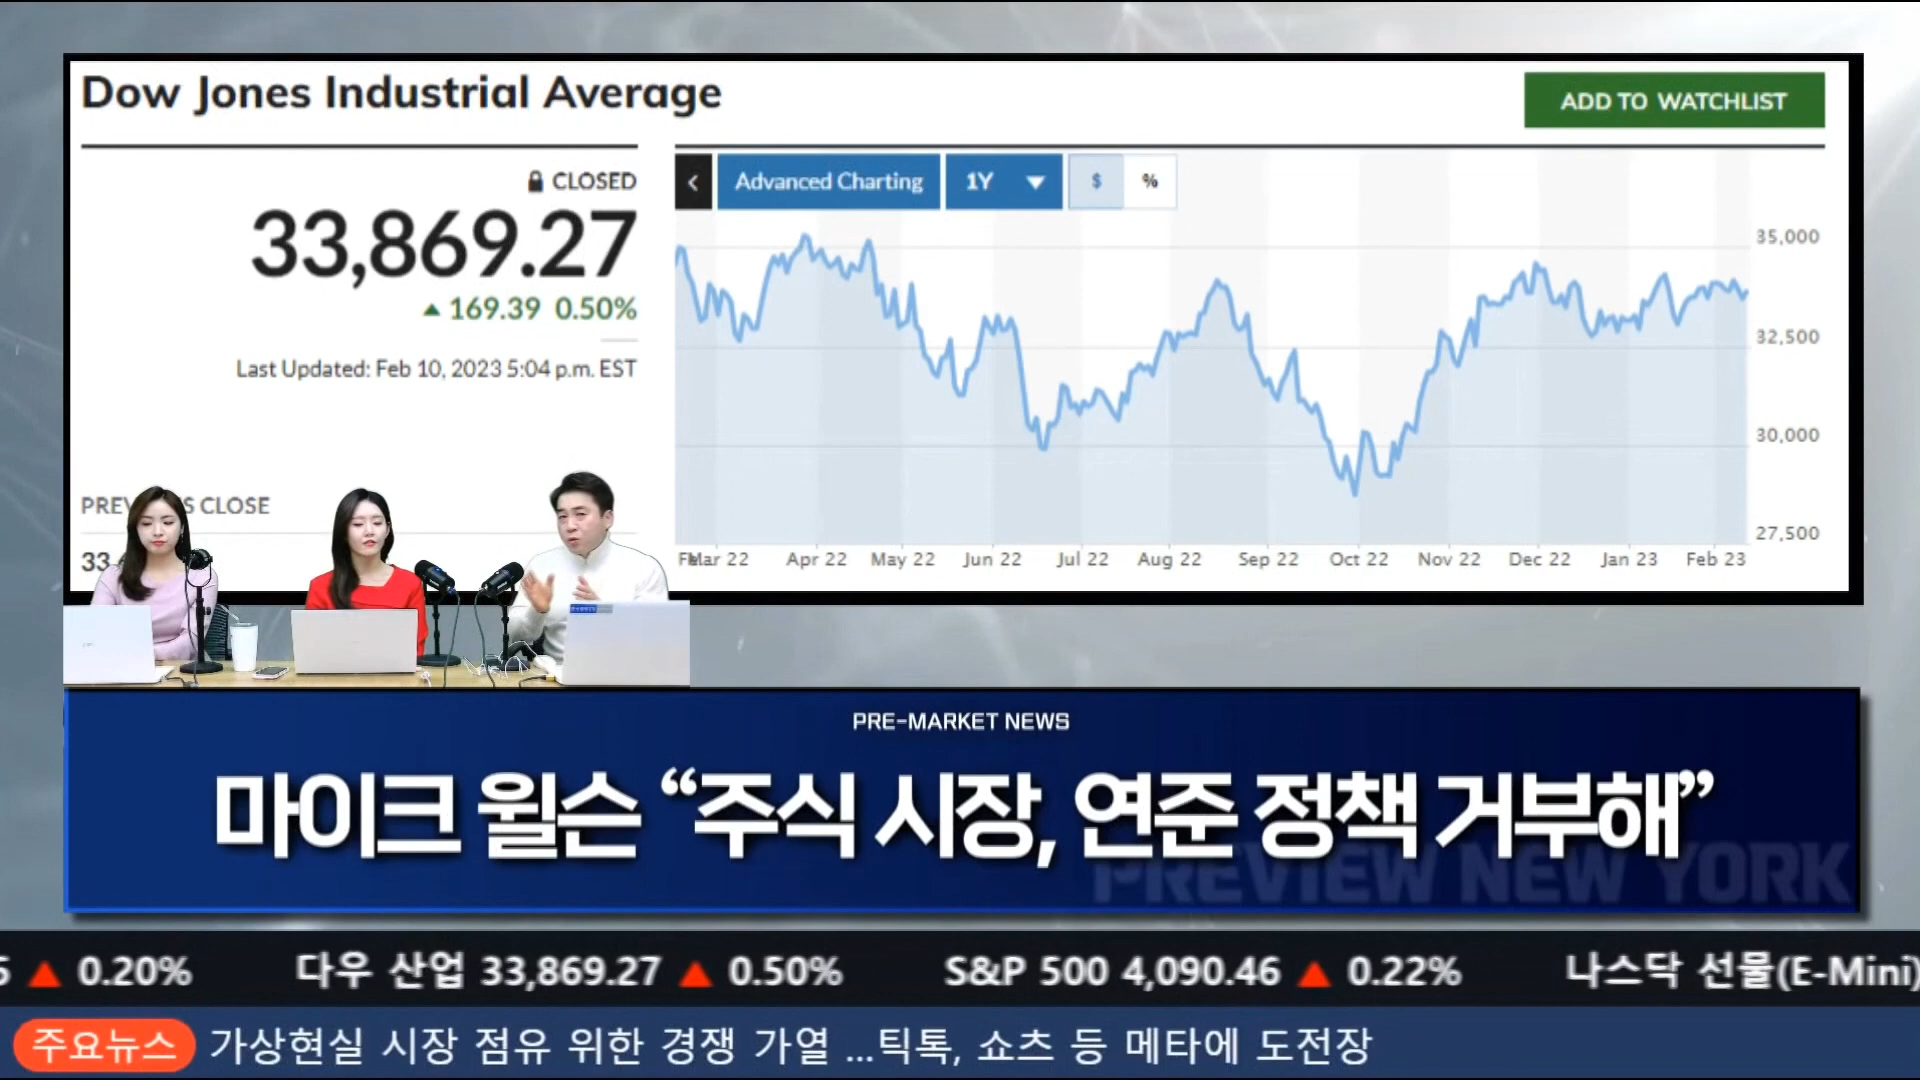 Dow Jones Industrial Average
ADD TO WATCHLIST
CLOSED
33,869.27
169.39 0.50%
Last Updated: Feb 10, 2023 5:04 p.m. EST
CLOSE
33
Advanced Charting
1Y
$
%
35,000
32,500
30,000
27,500
Mar 22 Apr 22 May 22 Jun 22 Jul 22 Aug 22 Sep 22 Oct 22 Nov 22 Dec 22 Jan 23 Feb 23
PRE-MARKET NEWS
마이크 윌슨 “주식 시장, 연준 정책 거부해”
PREVIEW NEW YORK
▲ 0.20% 다우 산업 33,869.27 ▲ 0.50% S&P 500 4,090.46 ▲ 0.22% 나스닥 선물(E-Mini)
주요뉴스 가상현실 시장 점유 위한 경쟁 가열 ...틱톡, 쇼츠 등 메타에 도전장